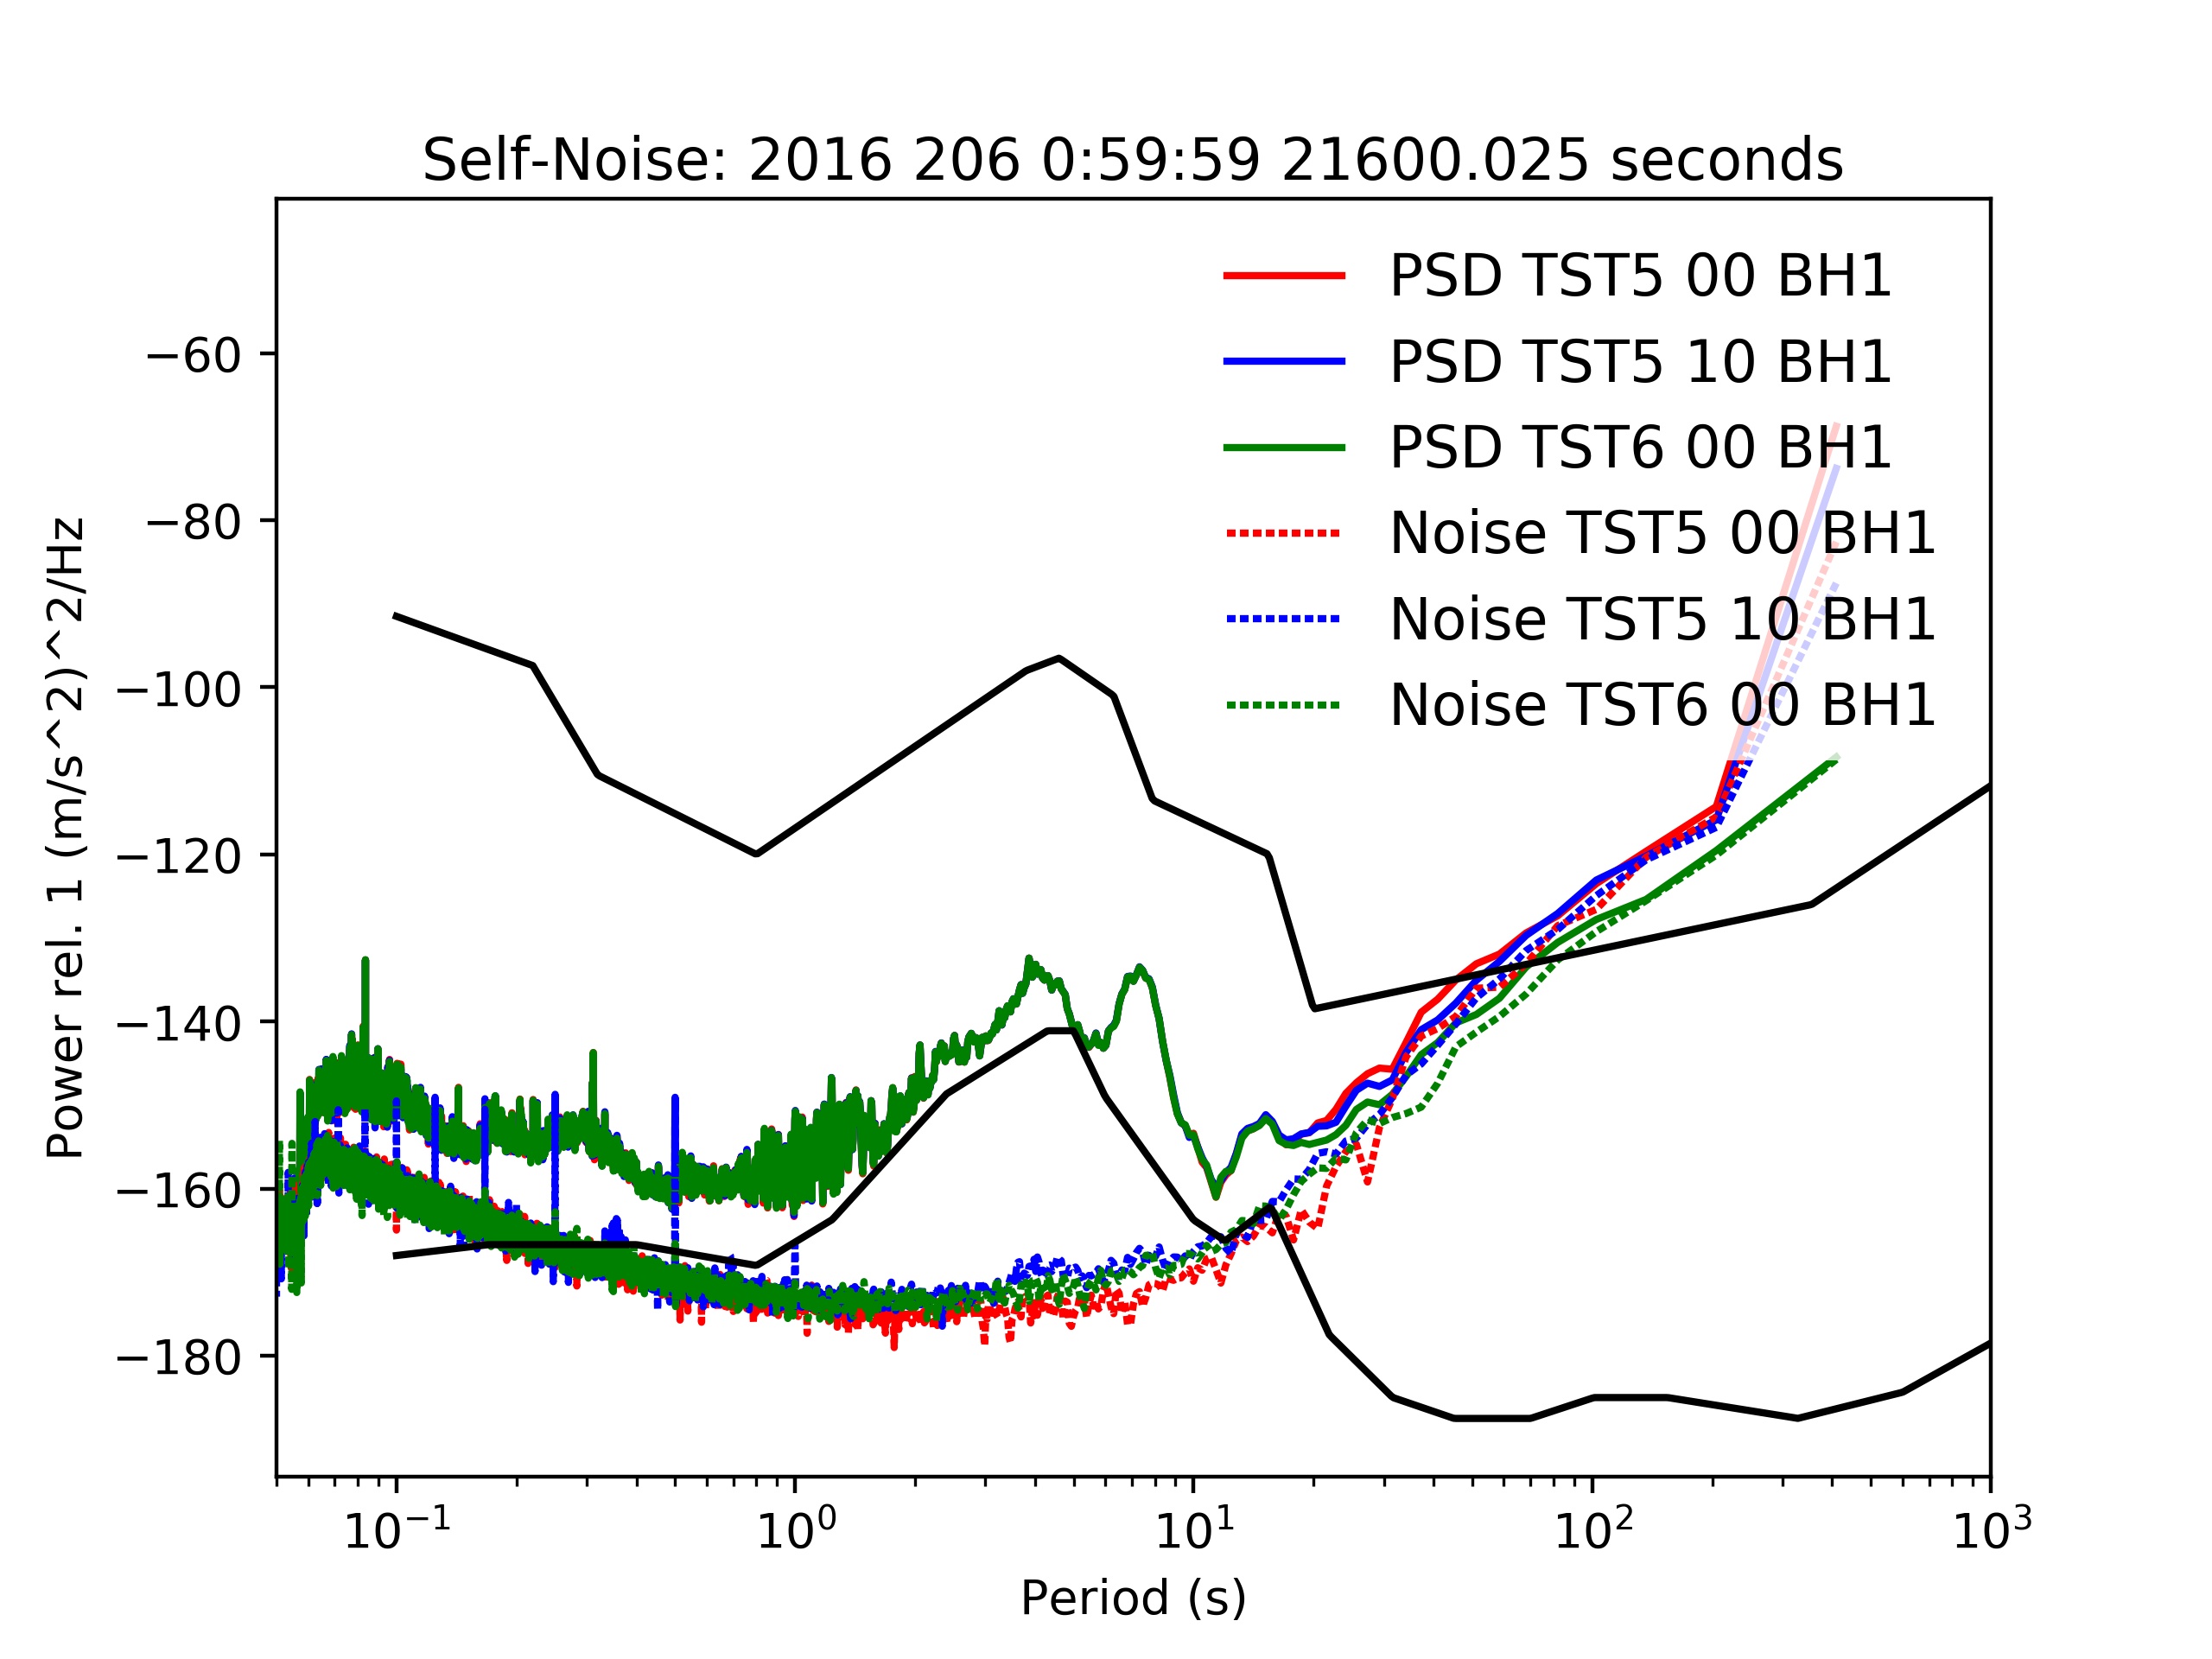 Self-Noise: 2016 206 0:59:59 21600.025 seconds
PSD TST5 00 BH1
PSD TST5 10 BH1
PSD TST6 00 BH1
Noise TST5 00 BH1
Noise TST5 10 BH1
Noise TST6 00 BH1
Power rel. 1 (m/s^2)^2/Hz
−60
−80
−100
−120
−140
−160
−180
10⁻¹ 10⁰ 10¹ 10² 10³
Period (s)